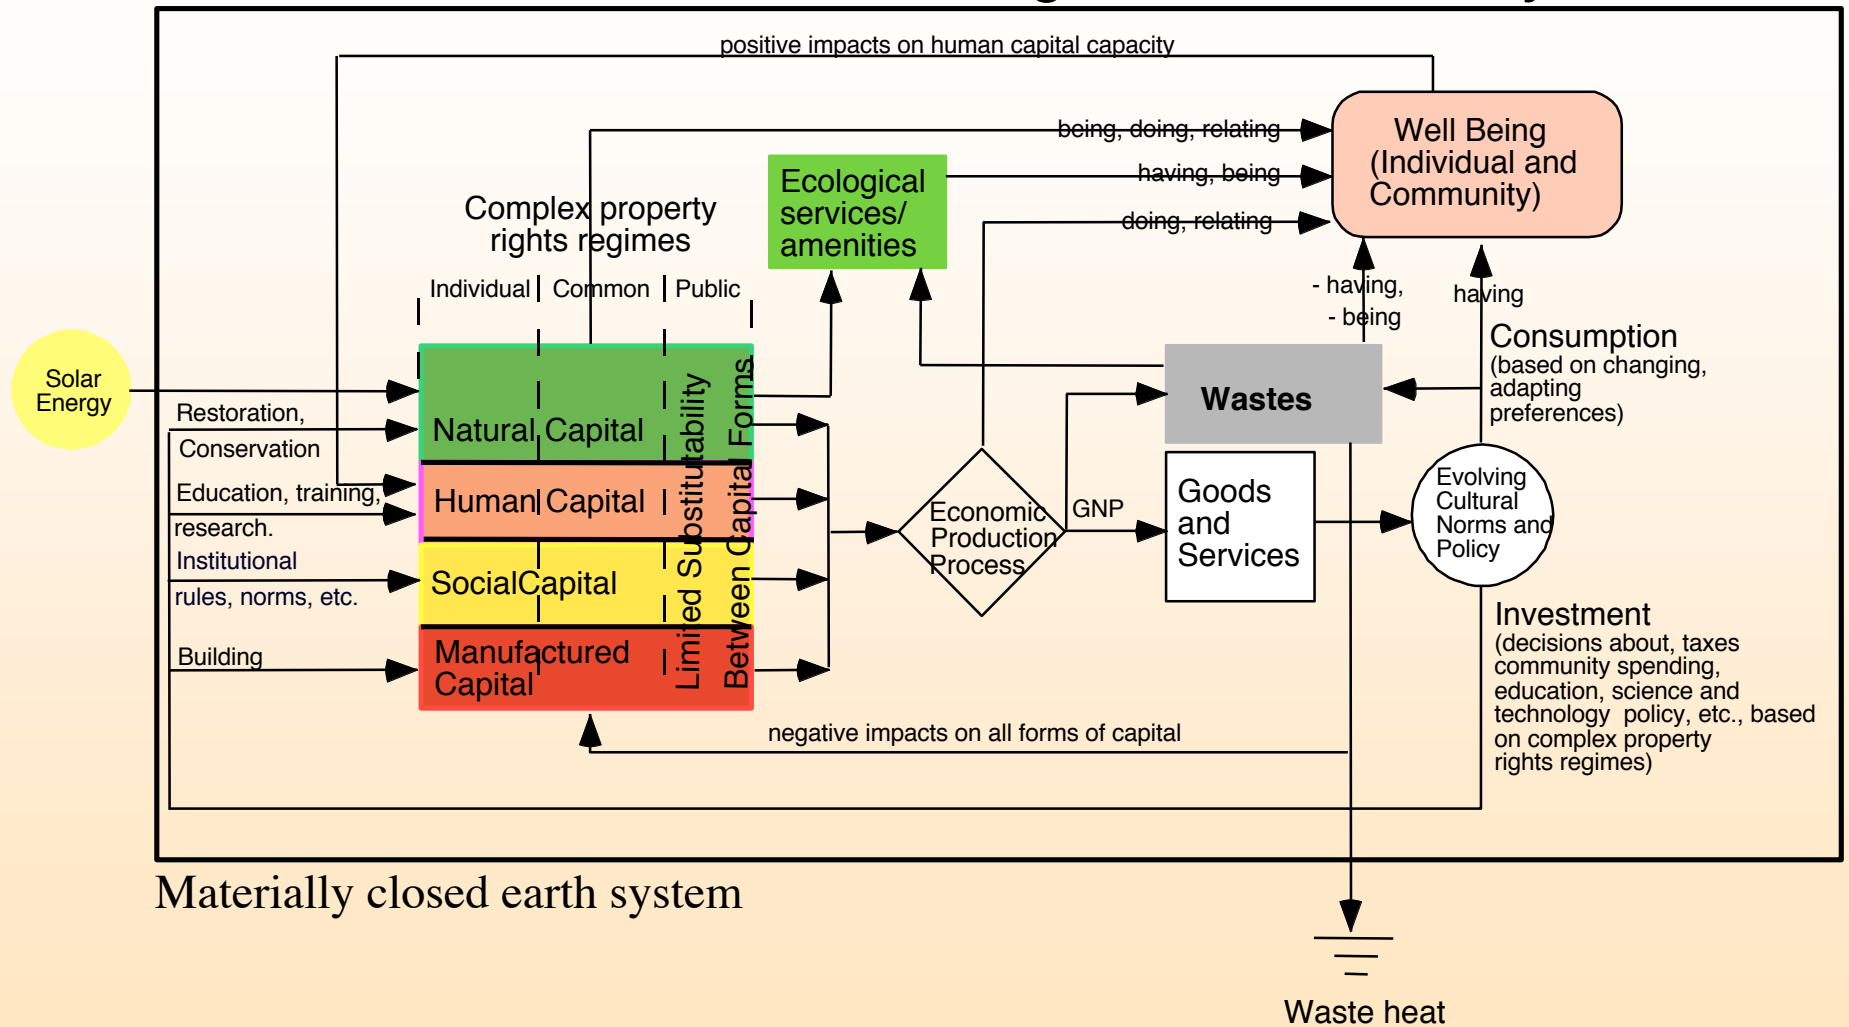 positive impacts on human capital capacity
being, doing, relating
Well Being
(Individual and
Community)
having, being
Ecological
services/
amenities
doing, relating
Complex property
rights regimes
Individual
Common
Public
- having,
- being
having
Consumption
(based on changing,
adapting
preferences)
Solar
Energy
Restoration,
Conservation
Education, training,
research.
Institutional
rules, norms, etc.
Building
Natural Capital
Human Capital
SocialCapital
Manufactured
Capital
Limited Substitutability
Between Capital Forms
Wastes
Economic
Production
Process
GNP
Goods
and
Services
Evolving
Cultural
Norms and
Policy
Investment
(decisions about, taxes
community spending,
education, science and
technology policy, etc., based
on complex property
rights regimes)
negative impacts on all forms of capital
Materially closed earth system
Waste heat